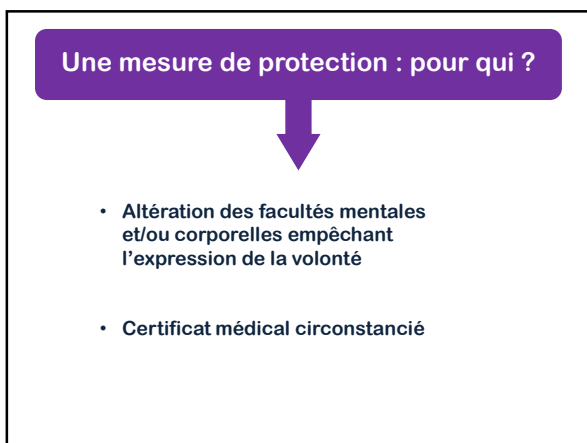 Une mesure de protection : pour qui ?
• Altération des facultés mentales
et/ou corporelles empêchant
l’expression de la volonté
• Certificat médical circonstancié